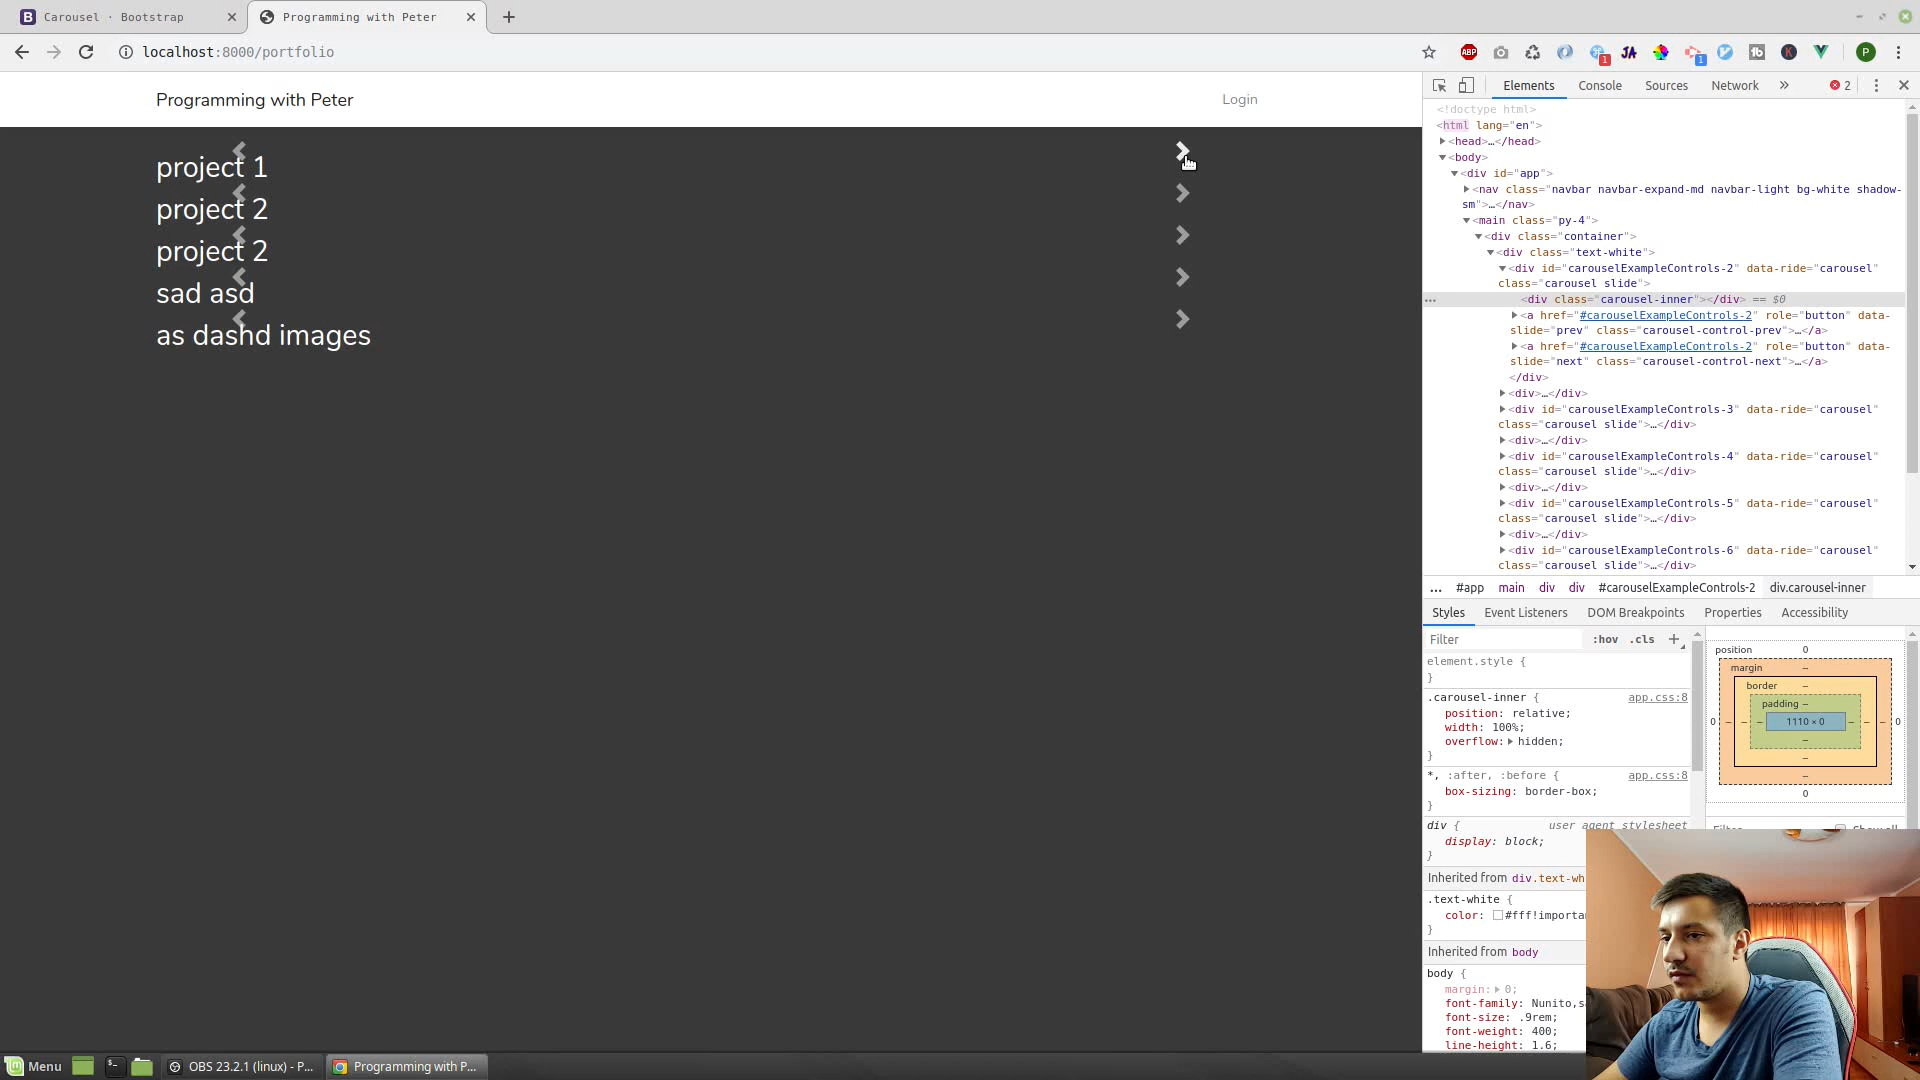 Carousel · Bootstrap
Programming with Peter
localhost:8000/portfolio
ABP
1
JA
1
fb
K
P
Programming with Peter
Login
project 1
project 2
project 2
sad asd
as dashd images
Elements
Console
Sources
Network
2
<!doctype html>
<html lang="en">
<head>…</head>
<body>
<div id="app">
<nav class="navbar navbar-expand-md navbar-light bg-white shadow-
sm">…</nav>
<main class="py-4">
<div class="container">
<div class="text-white">
<div id="carouselExampleControls-2" data-ride="carousel"
class="carousel slide">
<div class="carousel-inner"></div> == $0
<a href="#carouselExampleControls-2" role="button" data-
slide="prev" class="carousel-control-prev">…</a>
<a href="#carouselExampleControls-2" role="button" data-
slide="next" class="carousel-control-next">…</a>
</div>
<div>…</div>
<div id="carouselExampleControls-3" data-ride="carousel"
class="carousel slide">…</div>
<div>…</div>
<div id="carouselExampleControls-4" data-ride="carousel"
class="carousel slide">…</div>
<div>…</div>
<div id="carouselExampleControls-5" data-ride="carousel"
class="carousel slide">…</div>
<div>…</div>
<div id="carouselExampleControls-6" data-ride="carousel"
class="carousel slide">…</div>
... #app main div div #carouselExampleControls-2 div.carousel-inner
Styles Event Listeners DOM Breakpoints Properties Accessibility
Filter :hov .cls +
element.style {
}
.carousel-inner { app.css:8
position: relative;
width: 100%;
overflow: hidden;
}
*, :after, :before { app.css:8
box-sizing: border-box;
}
div { user agent stylesheet
display: block;
}
Inherited from div.text-wh
.text-white {
color: #fff!importa
}
Inherited from body
body {
margin: 0;
font-family: Nunito,s
font-size: .9rem;
font-weight: 400;
line-height: 1.6;
position 0
margin –
border –
padding –
0 – – – 1110 × 0 – – – 0
–
–
–
0
Menu
OBS 23.2.1 (linux) - P...
Programming with P...